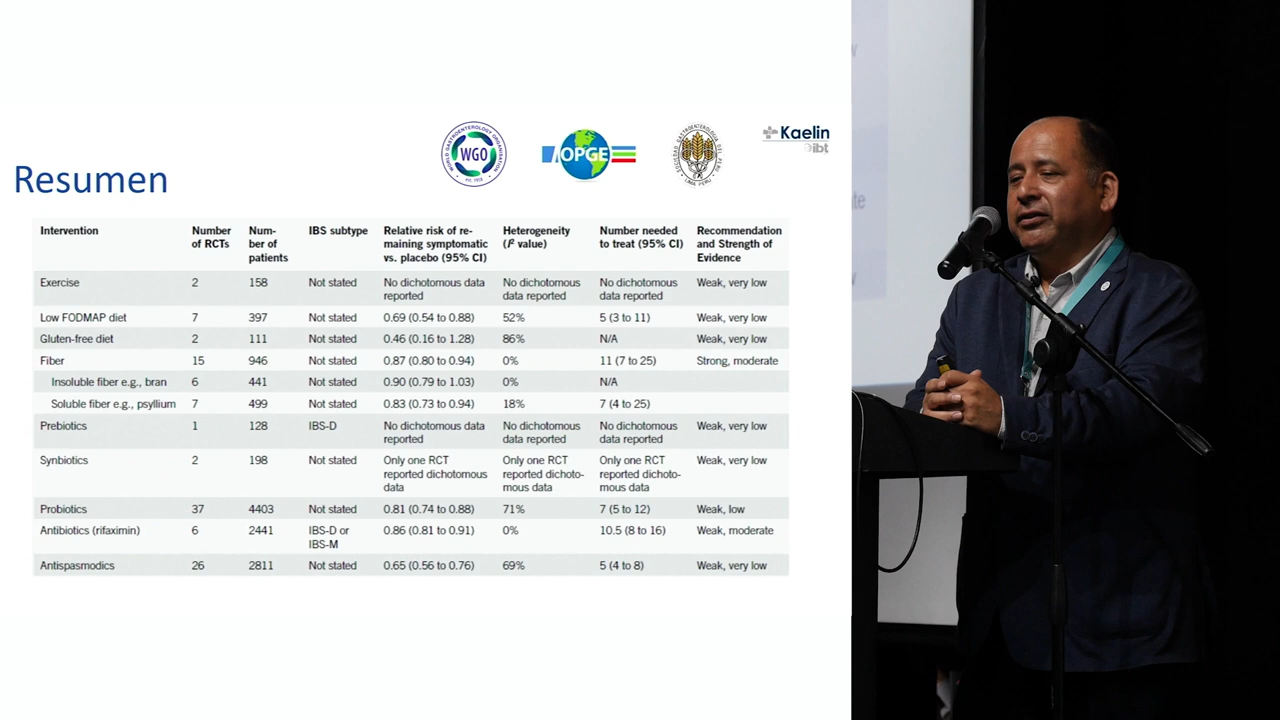 WORLD GASTROENTEROLOGY ORGANISATION
WGO
OPGE
SOCIEDAD GASTROENTEROLOGIA DEL PERU
LIMA PERU
Kaelin
ibt
Resumen
Intervention Number of RCTs Num-ber of patients IBS subtype Relative risk of re-maining symptomatic vs. placebo (95% CI) Heterogeneity (I² value) Number needed to treat (95% CI) Recommendation and Strength of Evidence
Exercise 2 158 Not stated No dichotomous data reported No dichotomous data reported No dichotomous data reported Weak, very low
Low FODMAP diet 7 397 Not stated 0.69 (0.54 to 0.88) 52% 5 (3 to 11) Weak, very low
Gluten-free diet 2 111 Not stated 0.46 (0.16 to 1.28) 86% N/A Weak, very low
Fiber 15 946 Not stated 0.87 (0.80 to 0.94) 0% 11 (7 to 25) Strong, moderate
Insoluble fiber e.g., bran 6 441 Not stated 0.90 (0.79 to 1.03) 0% N/A
Soluble fiber e.g., psyllium 7 499 Not stated 0.83 (0.73 to 0.94) 18% 7 (4 to 25)
Prebiotics 1 128 IBS-D No dichotomous data reported No dichotomous data reported No dichotomous data reported Weak, very low
Synbiotics 2 198 Not stated Only one RCT reported dichotomous data Only one RCT reported dichoto-mous data Only one RCT reported dichoto-mous data Weak, very low
Probiotics 37 4403 Not stated 0.81 (0.74 to 0.88) 71% 7 (5 to 12) Weak, low
Antibiotics (rifaximin) 6 2441 IBS-D or IBS-M 0.86 (0.81 to 0.91) 0% 10.5 (8 to 16) Weak, moderate
Antispasmodics 26 2811 Not stated 0.65 (0.56 to 0.76) 69% 5 (4 to 8) Weak, very low